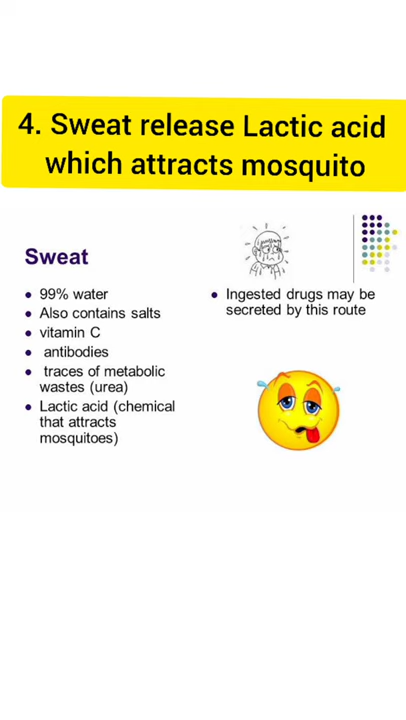 4. Sweat release Lactic acid
which attracts mosquito
Sweat
• 99% water
• Also contains salts
• vitamin C
• antibodies
• traces of metabolic
wastes (urea)
• Lactic acid (chemical
that attracts
mosquitoes)
• Ingested drugs may be
secreted by this route